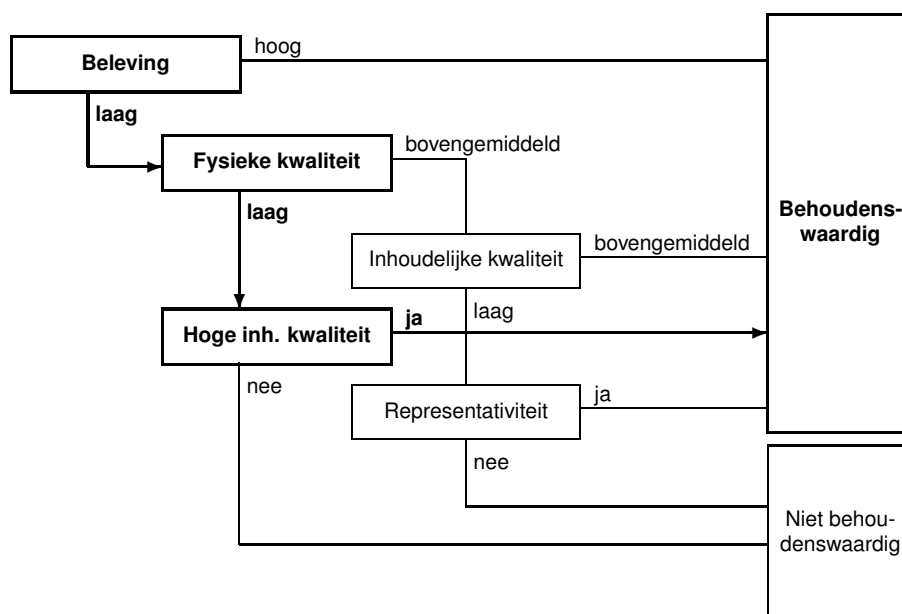 hoog
Beleving
laag
bovengemiddeld
Fysieke kwaliteit
laag
Behoudens-
waardig
bovengemiddeld
Inhoudelijke kwaliteit
laag
ja
Hoge inh. kwaliteit
nee
ja
Representativiteit
nee
Niet behou-
denswaardig